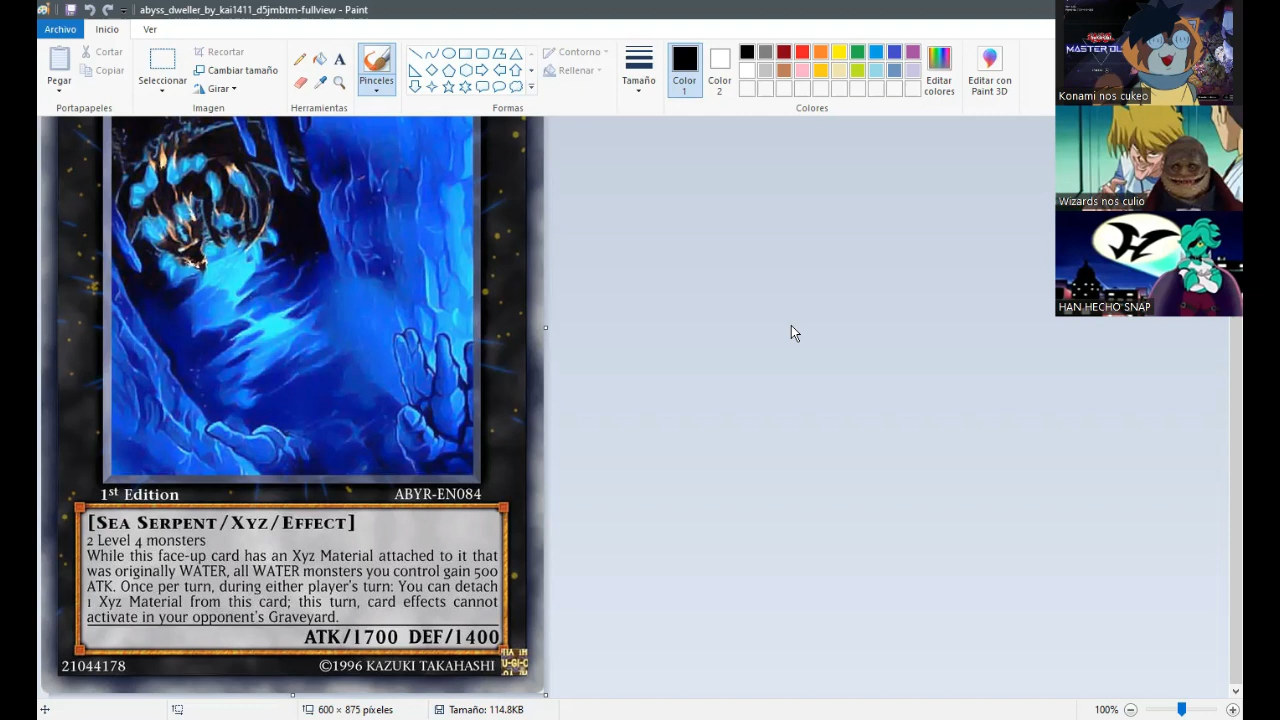 abyss_dweller_by_kai1411_d5jmbtm-fullview - Paint
Archivo Inicio Ver
Pegar
Cortar
Copiar
Portapapeles
Seleccionar
Recortar
Cambiar tamaño
Girar
Imagen
A
Herramientas
Pinceles
Contorno
Rellenar
Formas
Tamaño
Color 1
Color 2
Editar colores
Colores
Editar con Paint 3D
MASTER DUEL
Konami nos cukeo
Wizards nos culio
HAN HECHO SNAP
1st Edition ABYR-EN084
[SEA SERPENT/XYZ/EFFECT]
2 Level 4 monsters
While this face-up card has an Xyz Material attached to it that
was originally WATER, all WATER monsters you control gain 500
ATK. Once per turn, during either player's turn: You can detach
1 Xyz Material from this card; this turn, card effects cannot
activate in your opponent's Graveyard.
ATK/1700 DEF/1400
21044178 ©1996 KAZUKI TAKAHASHI
600 × 875 píxeles Tamaño: 114.8KB 100%